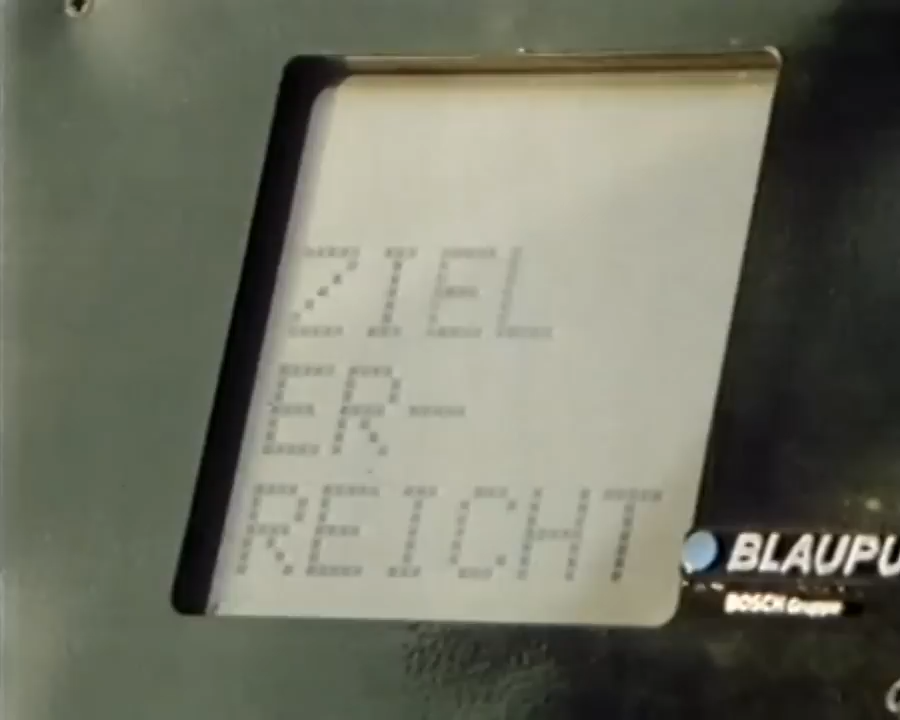 ZIEL
ER-
REICHT
BLAUPU
BOSCH Gruppe